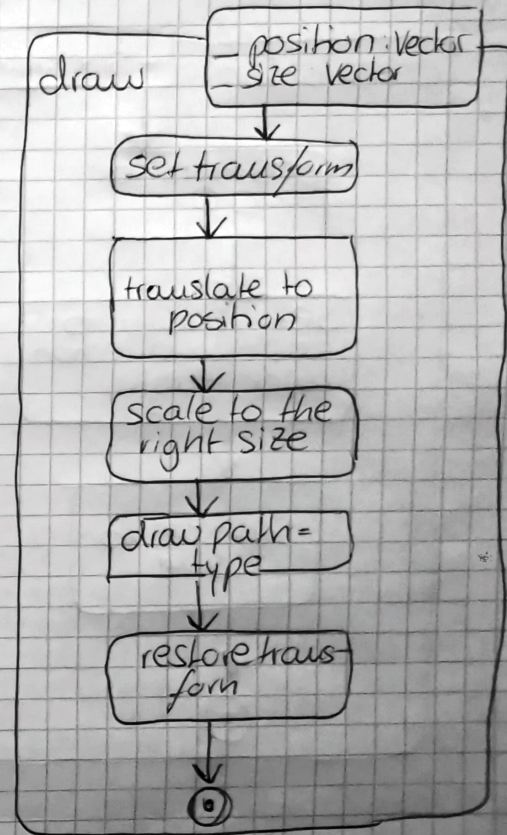 _ position : vector
draw
_ size vector
set transform
translate to
position
scale to the
right size
draw path=
type
restore trans-
form